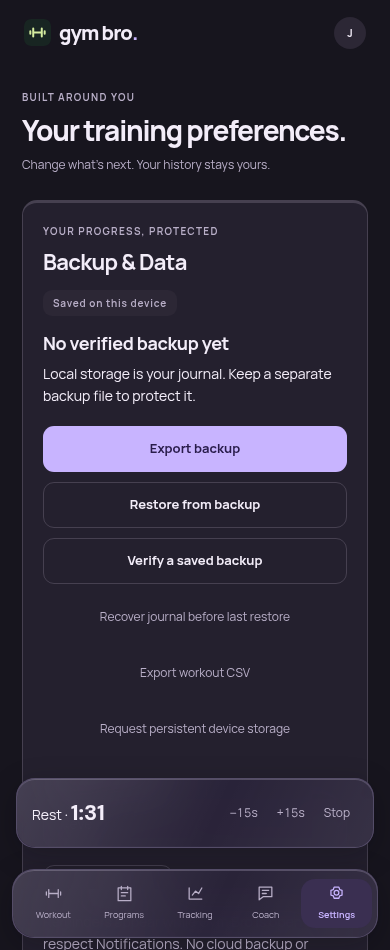 gym bro.
J
BUILT AROUND YOU
Your training preferences.
Change what's next. Your history stays yours.
YOUR PROGRESS, PROTECTED
Backup & Data
Saved on this device
No verified backup yet
Local storage is your journal. Keep a separate
backup file to protect it.
Export backup
Restore from backup
Verify a saved backup
Recover journal before last restore
Export workout CSV
Request persistent device storage
Rest · 1:31
−15s
+15s
Stop
Workout
Programs
Tracking
Coach
Settings
respect Notifications. No cloud backup or